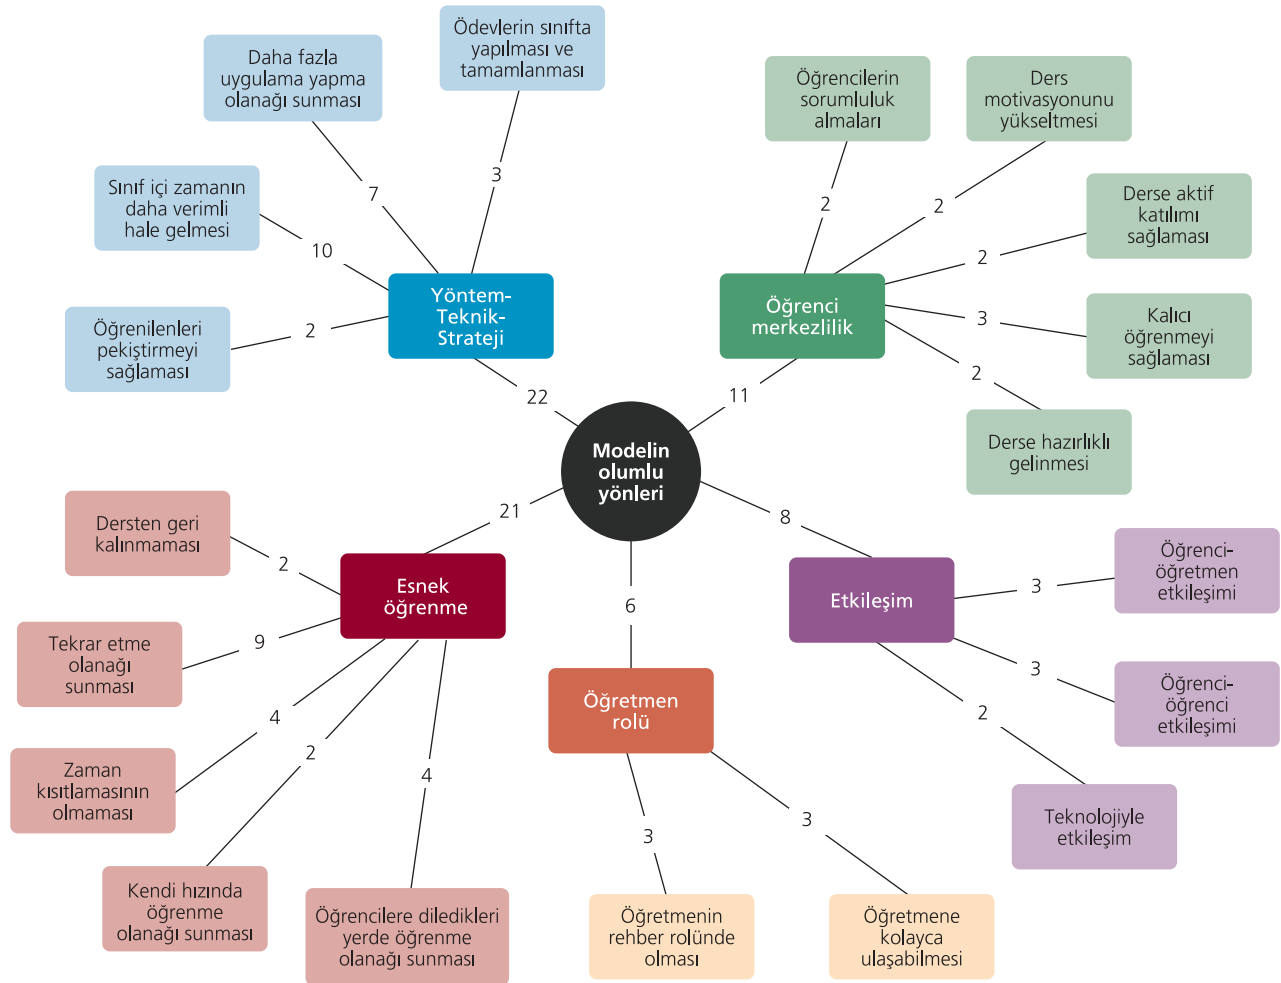 Ödevlerin sınıfta
yapılması ve
tamamlanması
3
Daha fazla
uygulama yapma
olanağı sunması
7
Sınıf içi zamanın
daha verimli
hale gelmesi
10
Öğrenilenleri
pekiştirmeyi
sağlaması
2
Yöntem-
Teknik-
Strateji
22
Öğrencilerin
sorumluluk
almaları
2
Ders
motivasyonunu
yükseltmesi
2
Derse aktif
katılımı
sağlaması
2
Kalıcı
öğrenmeyi
sağlaması
3
Derse hazırlıklı
gelinmesi
2
Öğrenci
merkezlilik
11
Modelin
olumlu
yönleri
21
Esnek
öğrenme
Dersten geri
kalınmaması
2
Tekrar etme
olanağı
sunması
9
Zaman
kısıtlamasının
olmaması
4
Kendi hızında
öğrenme
olanağı sunması
2
Öğrencilere diledikleri
yerde öğrenme
olanağı sunması
4
6
Öğretmen
rolü
3
Öğretmenin
rehber rolünde
olması
3
Öğretmene
kolayca
ulaşabilmesi
8
Etkileşim
3
Öğrenci-
öğretmen
etkileşimi
3
Öğrenci-
öğrenci
etkileşimi
2
Teknolojiyle
etkileşim